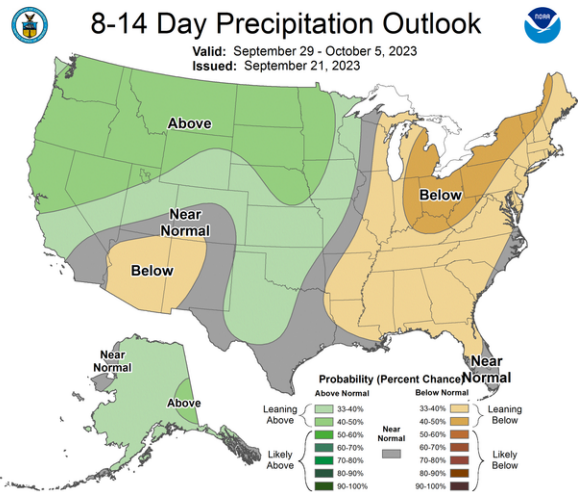 8-14 Day Precipitation Outlook
Valid: September 29 - October 5, 2023
Issued: September 21, 2023
NOAA
Above
Near
Normal
Below
Below
Near
Normal
Above
Near
Normal
Probability (Percent Chance)
Above Normal
Below Normal
Leaning
Above
33-40%
40-50%
50-60%
60-70%
70-80%
80-90%
90-100%
Likely
Above
Near
Normal
33-40%
40-50%
50-60%
60-70%
70-80%
80-90%
90-100%
Leaning
Below
Likely
Below